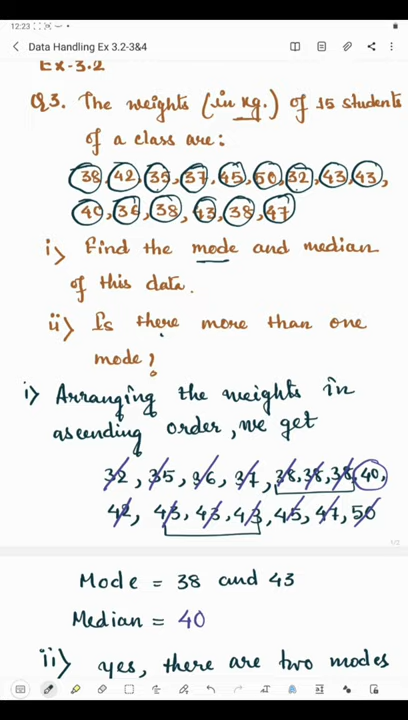 12.23
Data Handling Ex 3.2-3&4
Ex-3.2
Q3. The weights (in kg.) of 15 students
of a class are:
38, 42, 35, 37, 45, 50, 32, 43, 43,
40, 36, 38, 43, 38, 47
i) Find the mode and median
of this data.
ii) Is there more than one
mode?
i) Arranging the weights in
ascending order, we get
32, 35, 36, 37, 38, 38, 38, 40,
42, 43, 43, 43, 45, 47, 50
1/2
Mode = 38 and 43
Median = 40
ii) yes, there are two modes